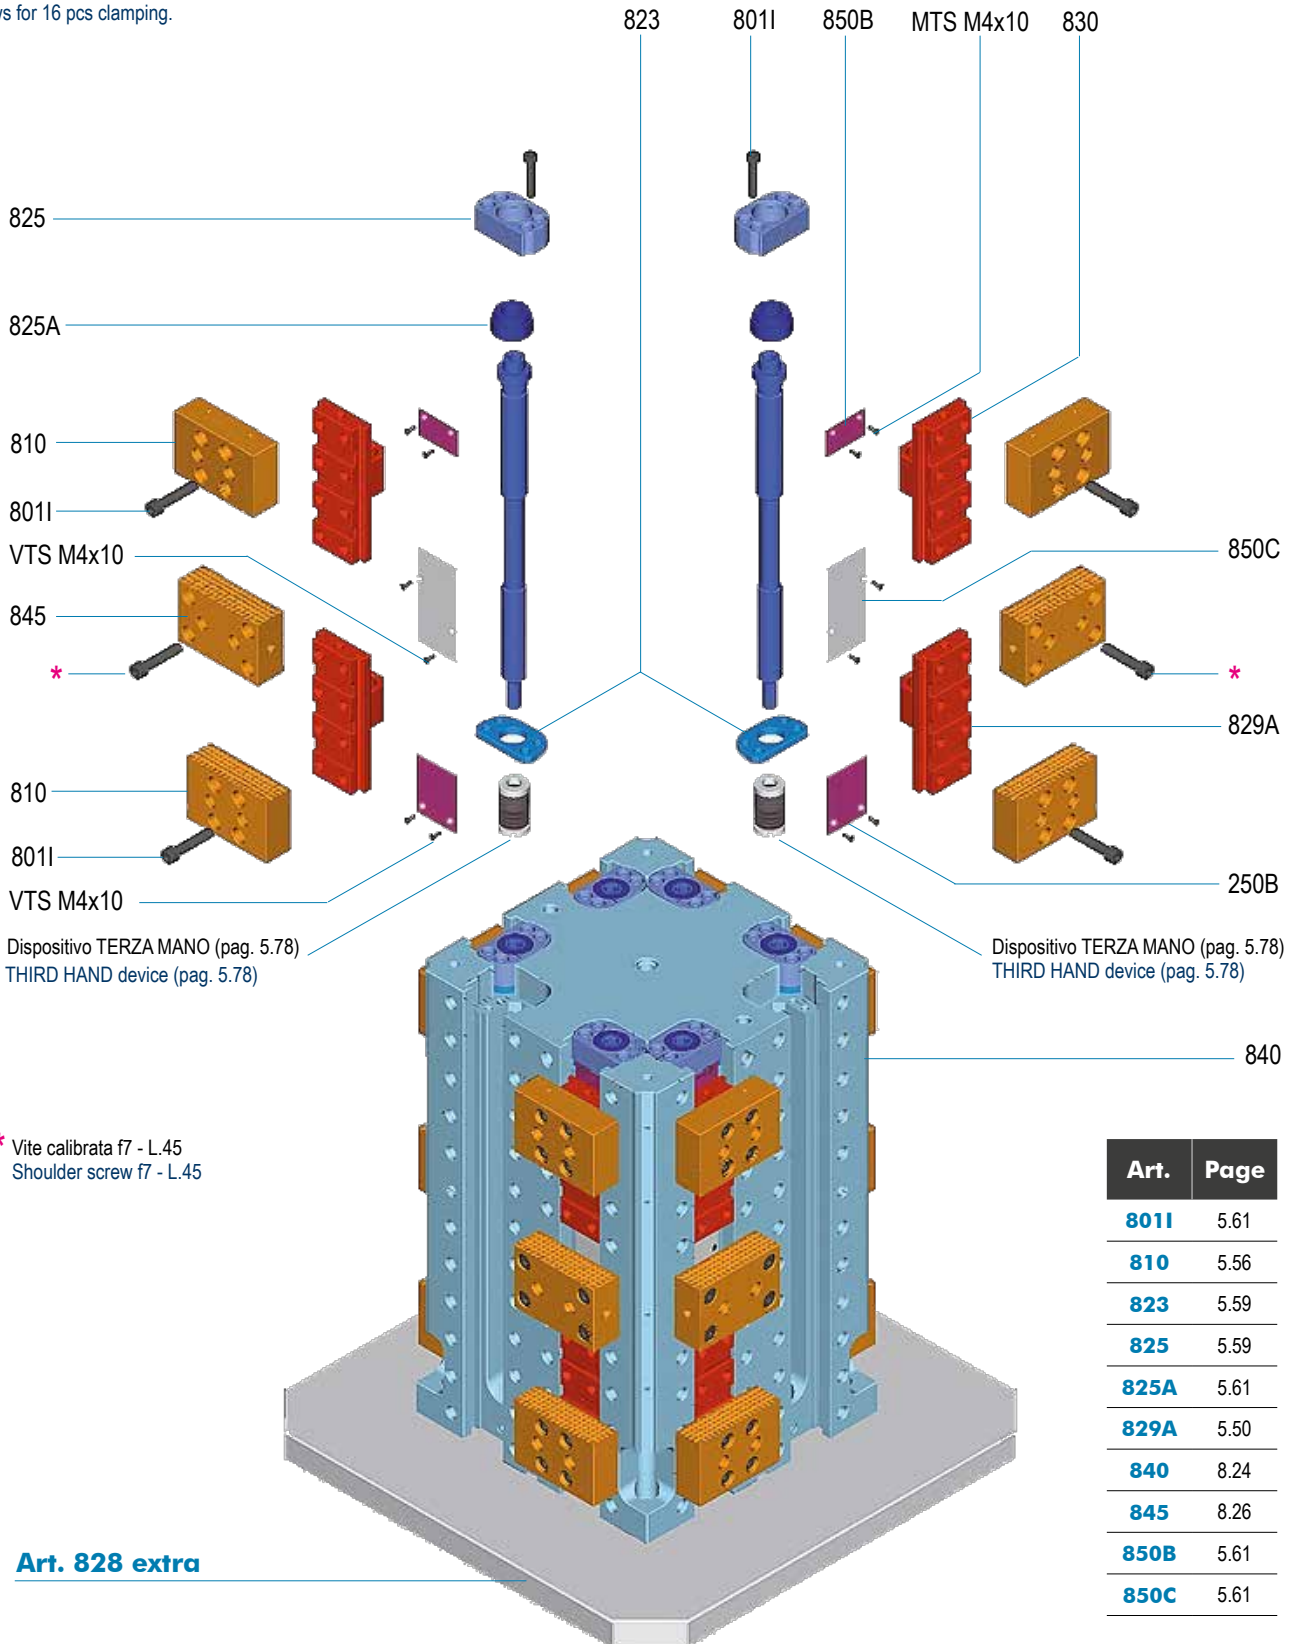 for 16 pcs clamping.
823 801I 850B MTS M4x10 830
825
825A
810
801I
VTS M4x10
850C
845
*
*
829A
810
801I
VTS M4x10
250B
Dispositivo TERZA MANO (pag. 5.78)
THIRD HAND device (pag. 5.78)
Dispositivo TERZA MANO (pag. 5.78)
THIRD HAND device (pag. 5.78)
840
* Vite calibrata f7 - L.45
Shoulder screw f7 - L.45
Art. Page
801I 5.61
810 5.56
823 5.59
825 5.59
825A 5.61
829A 5.50
840 8.24
845 8.26
850B 5.61
850C 5.61
Art. 828 extra